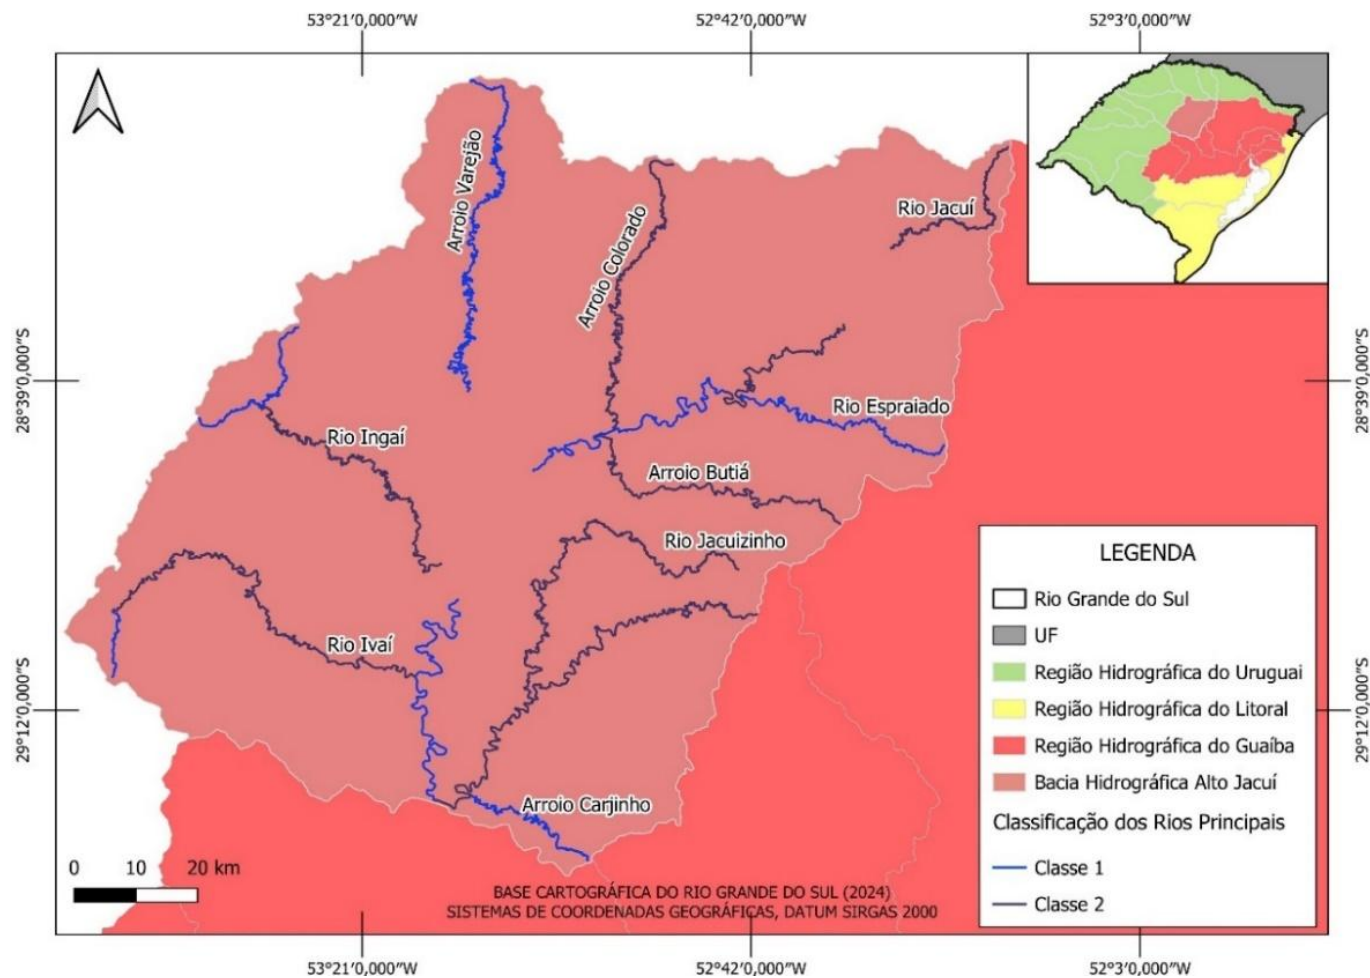 53°21'0,000"W
52°42'0,000"W
52°3'0,000"W
Arroio Varejão
Arroio Colorado
Rio Jacuí
28°39'0,000"S
28°39'0,000"S
Rio Espraiado
Rio Ingaí
Arroio Butiá
Rio Jacuizinho
Rio Ivaí
29°12'0,000"S
29°12'0,000"S
Arroio Carjinho
LEGENDA
Rio Grande do Sul
UF
Região Hidrográfica do Uruguai
Região Hidrográfica do Litoral
Região Hidrográfica do Guaíba
Bacia Hidrográfica Alto Jacuí
Classificação dos Rios Principais
Classe 1
Classe 2
0 10 20 km
BASE CARTOGRÁFICA DO RIO GRANDE DO SUL (2024)
SISTEMAS DE COORDENADAS GEOGRÁFICAS, DATUM SIRGAS 2000
53°21'0,000"W
52°42'0,000"W
52°3'0,000"W